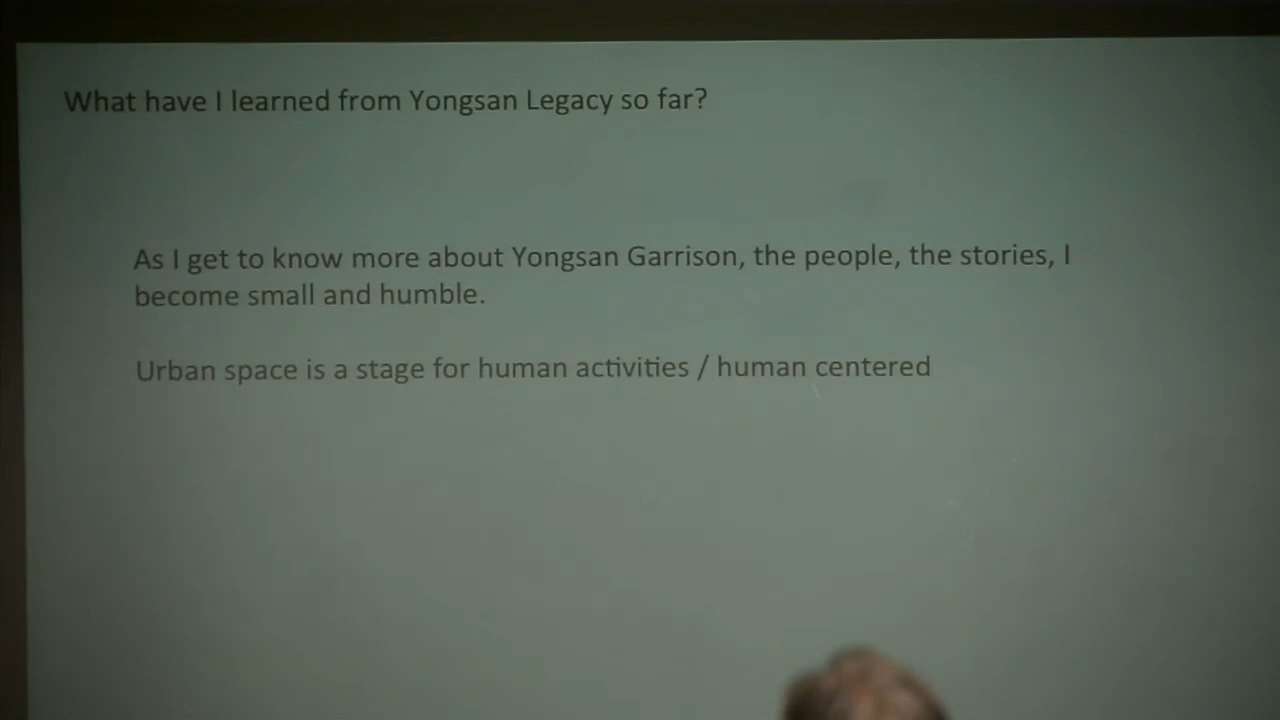 What have I learned from Yongsan Legacy so far?
As I get to know more about Yongsan Garrison, the people, the stories, I
become small and humble.
Urban space is a stage for human activities / human centered